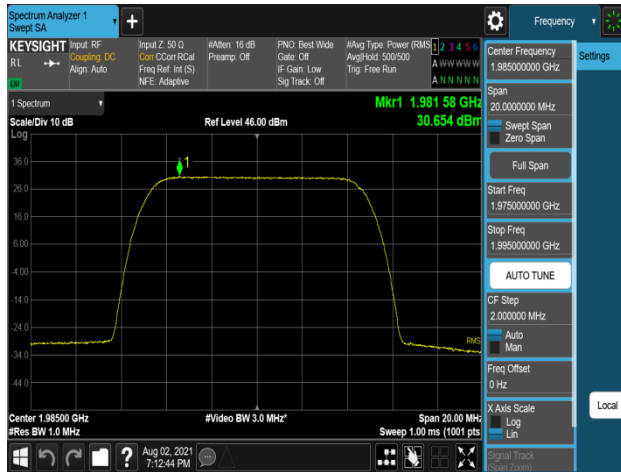 Spectrum Analyzer 1
Swept SA
Frequency
KEYSIGHT
R L
Input: RF
Coupling: DC
Align: Auto
Input Z: 50 Ω
Corr CCorr RCal
Freq Ref: Int (S)
NFE: Adaptive
#Atten: 16 dB
Preamp: Off
PNO: Best Wide
Gate: Off
IF Gain: Low
Sig Track: Off
#Avg Type: Power (RMS
Avg|Hold: 500/500
Trig: Free Run
1 2 3 4 5 6
A W W W W W
A N N N N N
1 Spectrum
Scale/Div 10 dB
Log
Ref Level 46.00 dBm
Mkr1 1.981 58 GHz
30.654 dBm
36.0
26.0
16.0
6.00
-4.00
-14.0
-24.0
-34.0
-44.0
1
RMS
Center 1.98500 GHz
#Res BW 1.0 MHz
#Video BW 3.0 MHz*
Span 20.00 MHz
Sweep 1.00 ms (1001 pts
?
Aug 02, 2021
7:12:44 PM
Center Frequency
1.985000000 GHz
Settings
Span
20.0000000 MHz
Swept Span
Zero Span
Full Span
Start Freq
1.975000000 GHz
Stop Freq
1.995000000 GHz
AUTO TUNE
CF Step
2.000000 MHz
Auto
Man
Freq Offset
0 Hz
X Axis Scale
Log
Lin
Local
Signal Track
(Span Zoom)